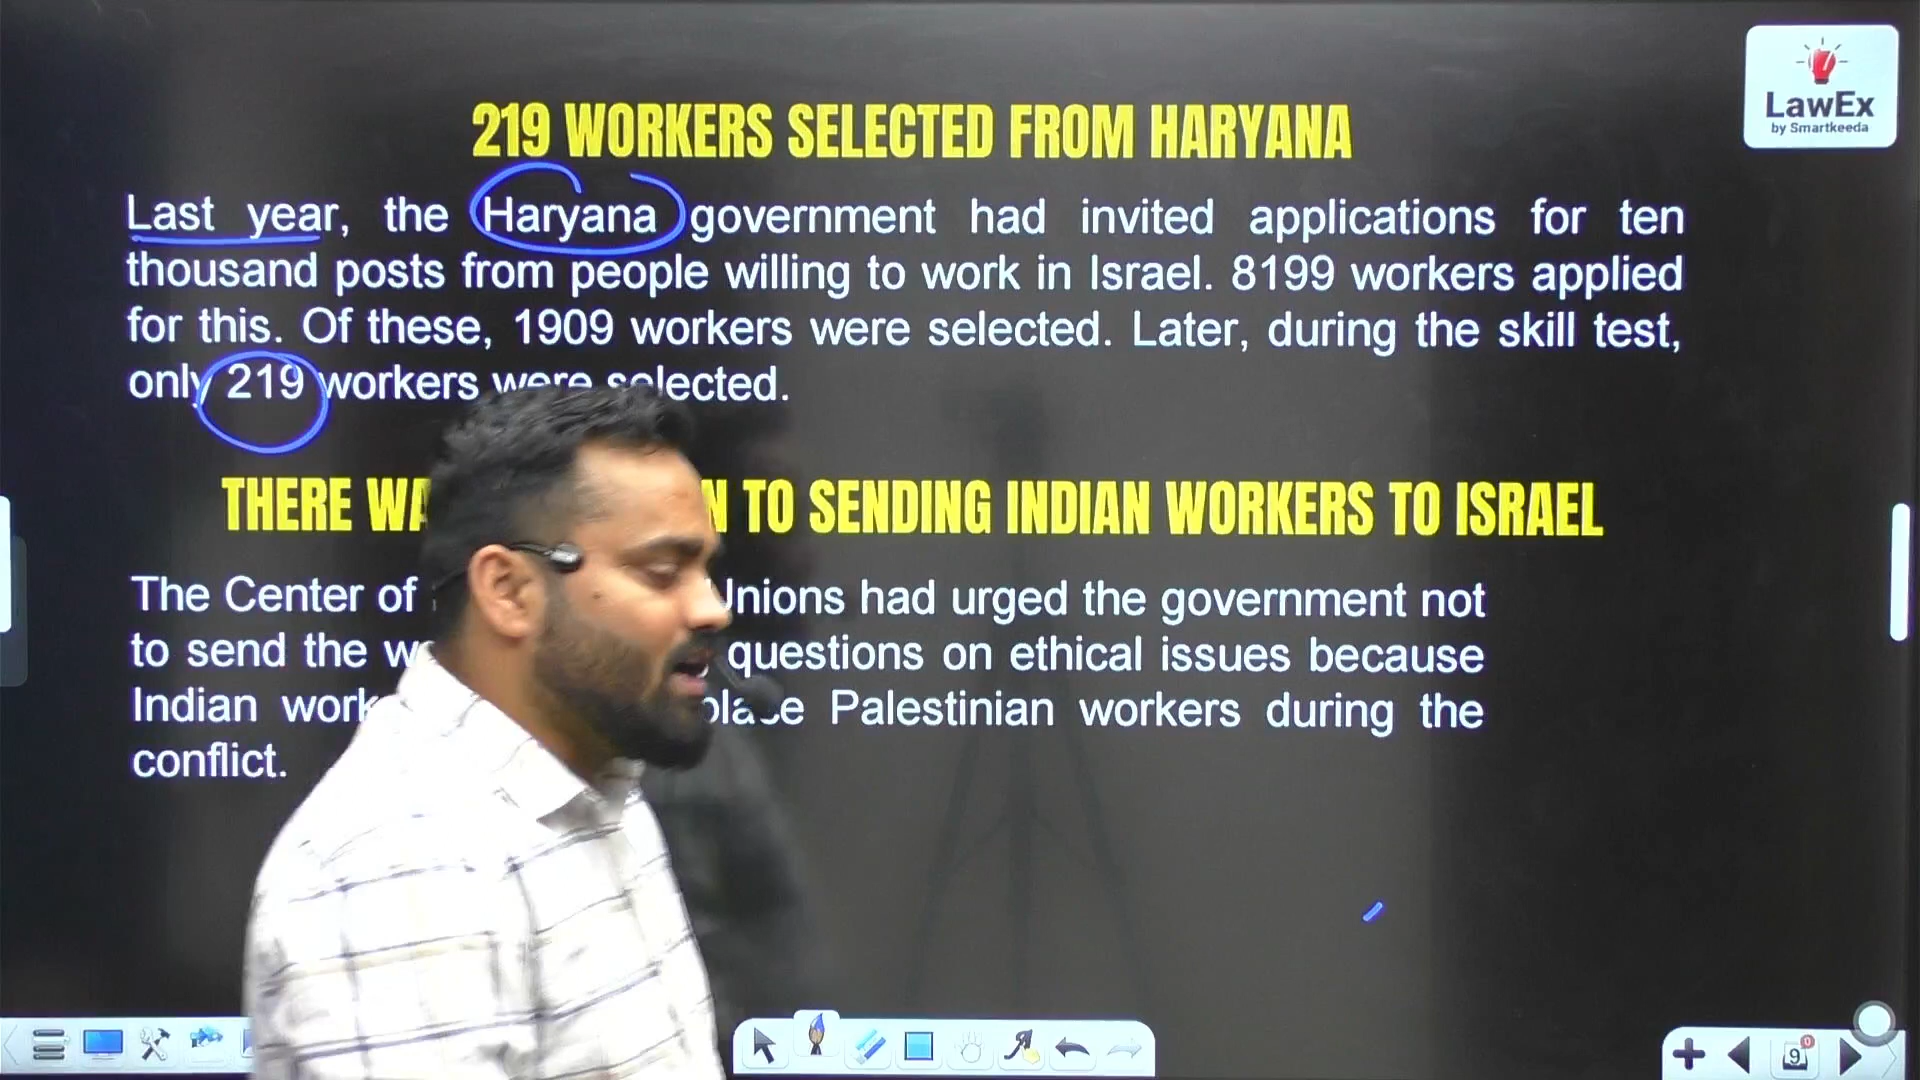 LawEx
by Smartkeeda
219 WORKERS SELECTED FROM HARYANA
Last year, the Haryana government had invited applications for ten
thousand posts from people willing to work in Israel. 8199 workers applied
for this. Of these, 1909 workers were selected. Later, during the skill test,
only 219 workers were selected.
THERE TO SENDING INDIAN WORKERS TO ISRAEL
The Center of Unions had urged the government not
to send the questions on ethical issues because
Indian Palestinian workers during the
conflict.
9
0